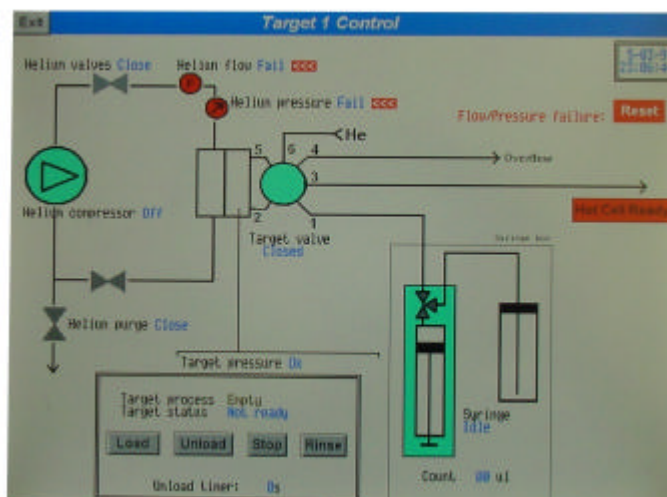 Exit
Target 1 Control
Helium valves Close
Helium flow Fail <<<
Helium pressure Fail <<<
Flow/Pressure failure: Reset
He
5 6 4
Overflow
3
Hot Cell Ready
2 1
Helium compressor Off
Target valve
Closed
Syringe box
Helium purge Close
Target pressure
Target process Empty
Target status Not ready
Load Unload Stop Rinse
Unload timer: 0s
Syringe
Idle
Count 00 ul